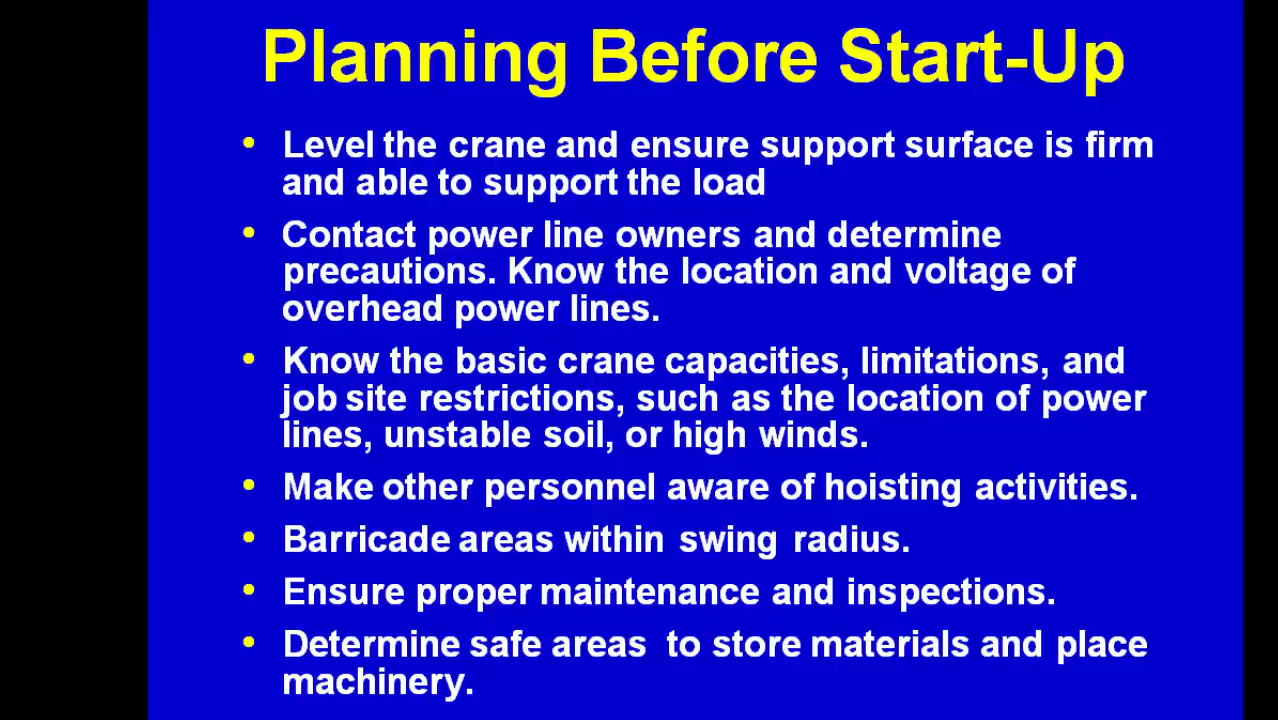 Planning Before Start-Up
• Level the crane and ensure support surface is firm
and able to support the load
• Contact power line owners and determine
precautions. Know the location and voltage of
overhead power lines.
• Know the basic crane capacities, limitations, and
job site restrictions, such as the location of power
lines, unstable soil, or high winds.
• Make other personnel aware of hoisting activities.
• Barricade areas within swing radius.
• Ensure proper maintenance and inspections.
• Determine safe areas  to store materials and place
machinery.